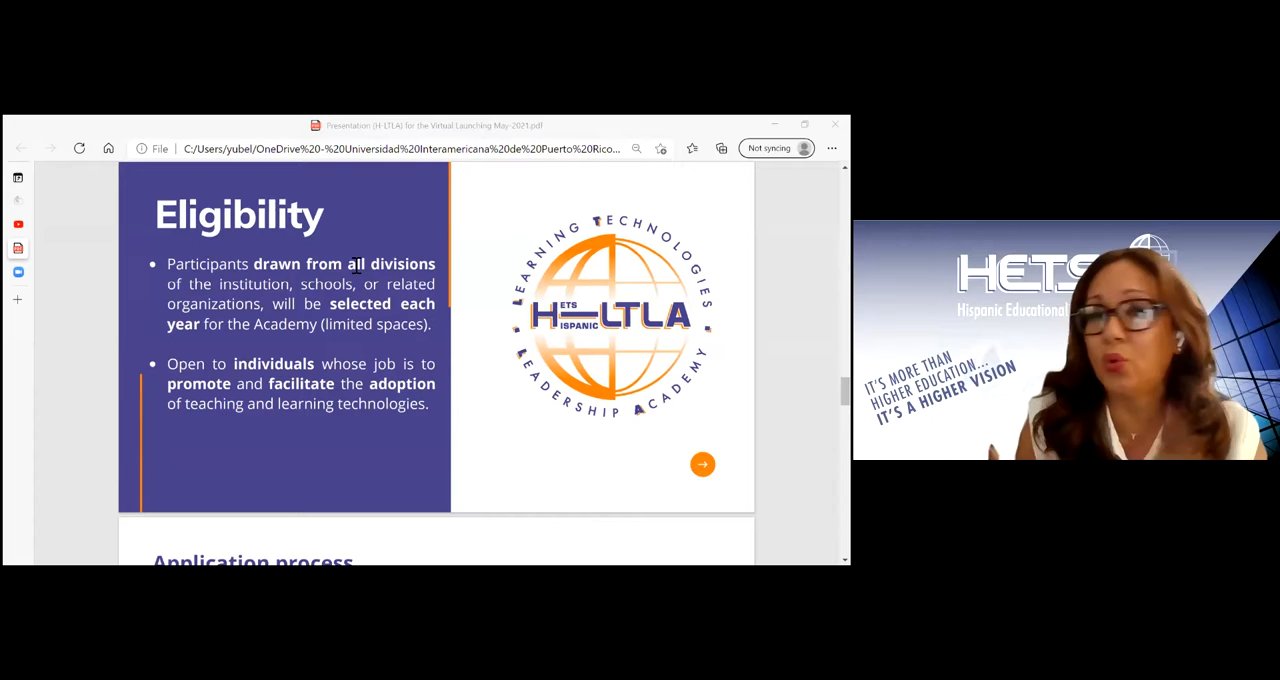 Presentation (H-LTLA) for the Virtual Launching May-2021.pdf
File
C:/Users/yubel/OneDrive%20-%20Universidad%20Interamericana%20de%20Puerto%20Rico...
Not syncing
Eligibility
• Participants drawn from all divisions
of the institution, schools, or related
organizations, will be selected each
year for the Academy (limited spaces).
• Open to individuals whose job is to
promote and facilitate the adoption
of teaching and learning technologies.
LEARNING TECHNOLOGIES
ETS
H—LTLA
ISPANIC
LEADERSHIP ACADEMY
Application process
HETS
Hispanic Educational
IT'S MORE THAN
HIGHER EDUCATION...
IT'S A HIGHER VISION